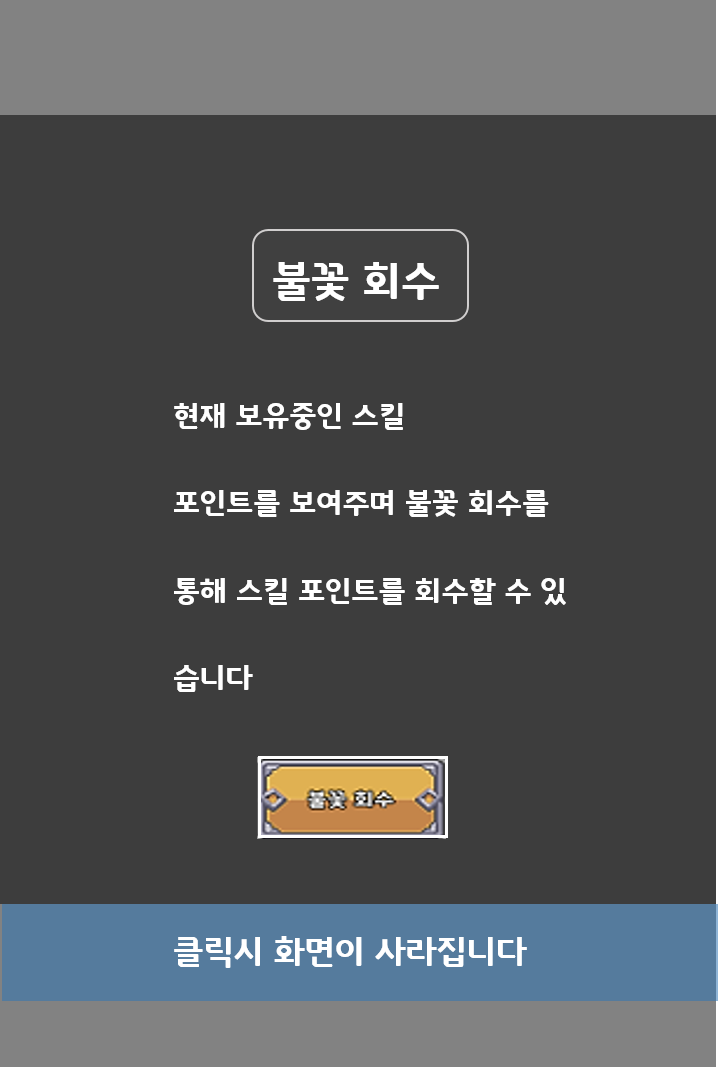 불꽃 회수
현재 보유중인 스킬
포인트를 보여주며 불꽃 회수를
통해 스킬 포인트를 회수할 수 있
습니다
불꽃 회수
클릭시 화면이 사라집니다